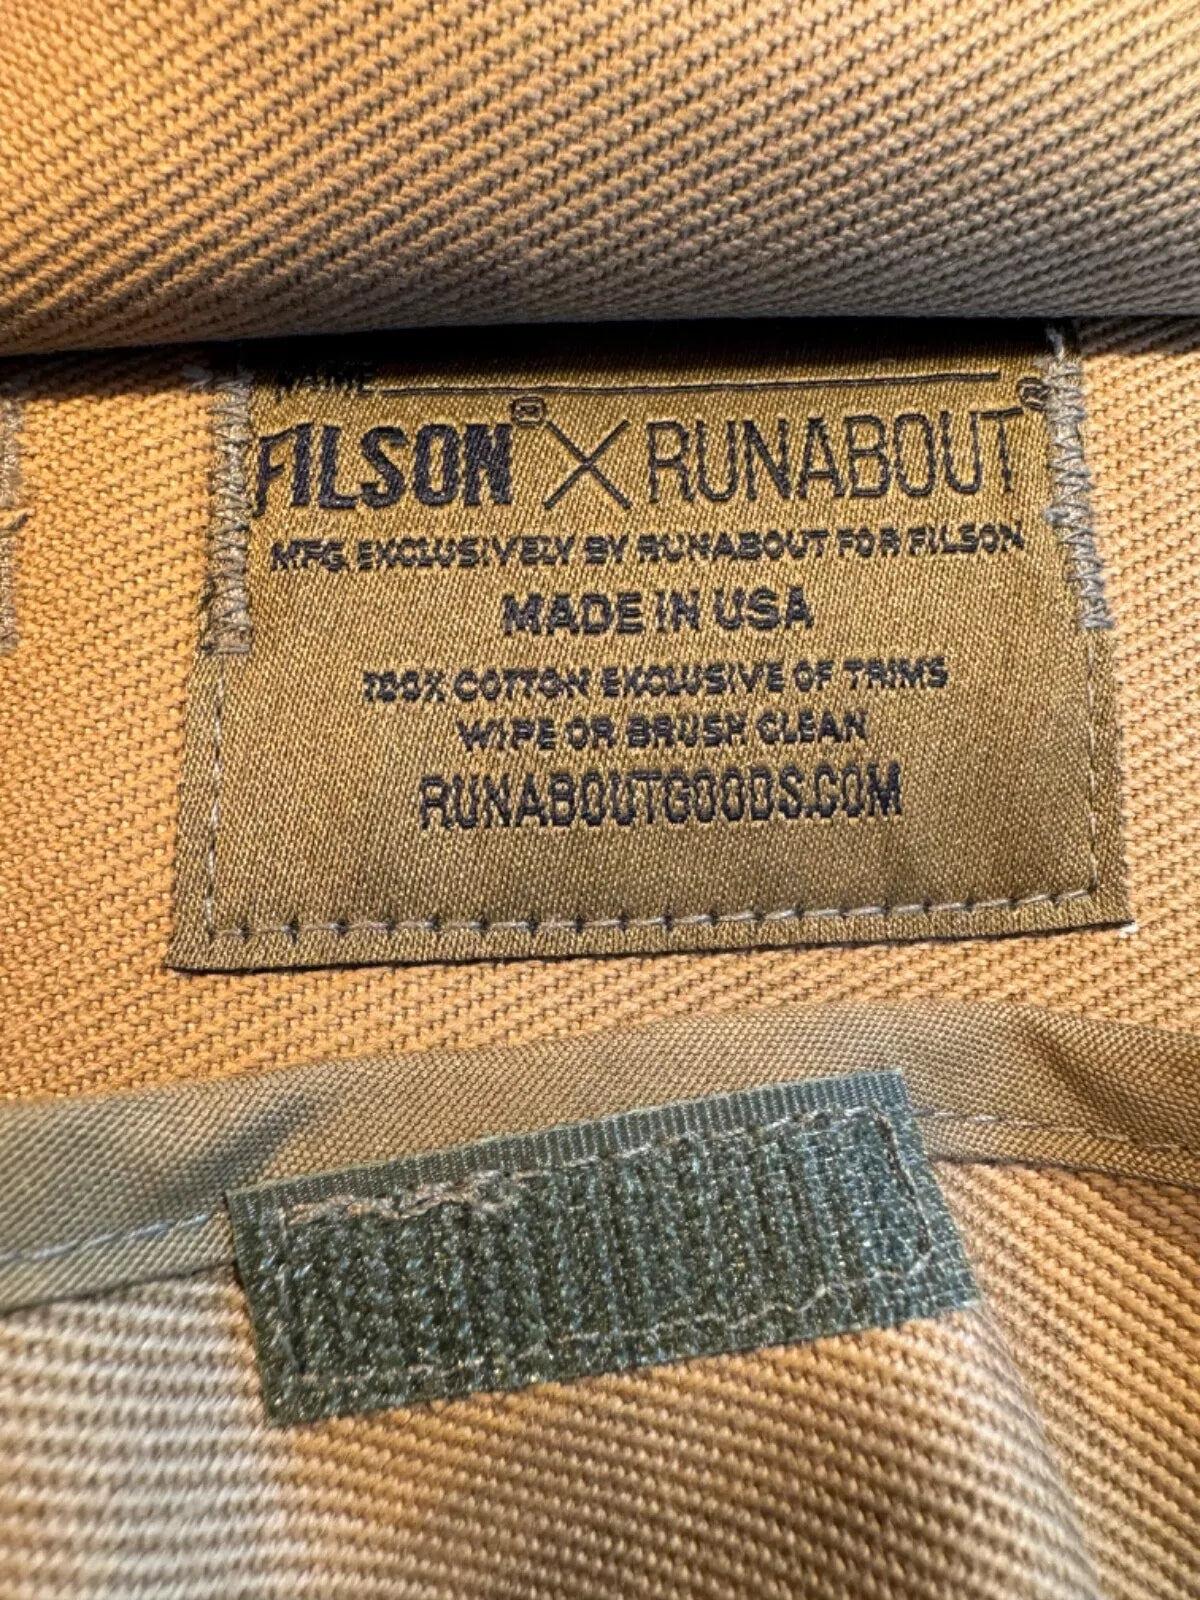 NAME
FILSON® X RUNABOUT®
MFG. EXCLUSIVELY BY RUNABOUT FOR FILSON
MADE IN USA
100% COTTON EXCLUSIVE OF TRIMS
WIPE OR BRUSH CLEAN
RUNABOUTGOODS.COM